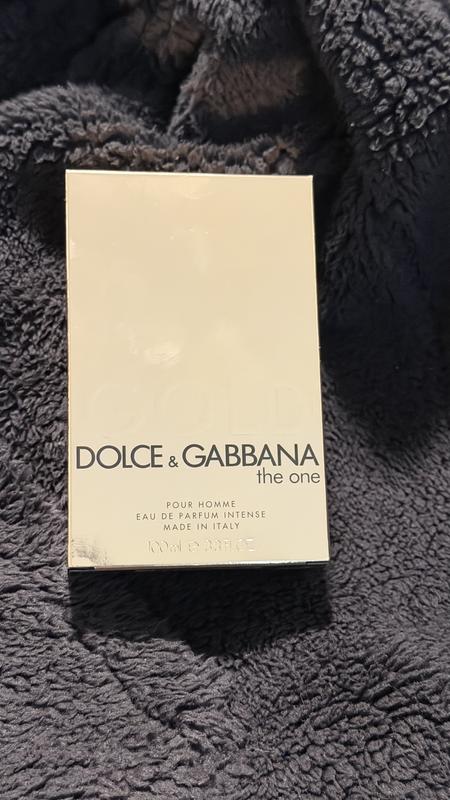 GOLD
DOLCE & GABBANA
the one
POUR HOMME
EAU DE PARFUM INTENSE
MADE IN ITALY
100ml ℮ 3.3 FL.OZ.